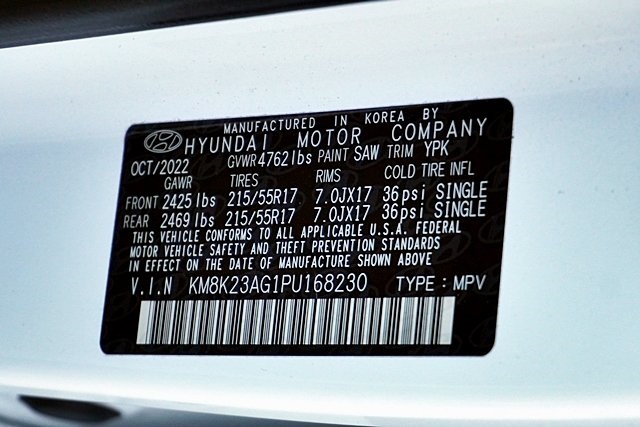 MANUFACTURED IN KOREA BY
HYUNDAI MOTOR COMPANY
OCT/2022 GVWR 4762lbs PAINT SAW TRIM YPK
GAWR TIRES RIMS COLD TIRE INFL
FRONT 2425 lbs 215/55R17 7.0JX17 36psi SINGLE
REAR 2469 lbs 215/55R17 7.0JX17 36psi SINGLE
THIS VEHICLE CONFORMS TO ALL APPLICABLE U.S.A. FEDERAL
MOTOR VEHICLE SAFETY AND THEFT PREVENTION STANDARDS
IN EFFECT ON THE DATE OF MANUFACTURE SHOWN ABOVE
V.I.N KM8K23AG1PU168230 TYPE : MPV